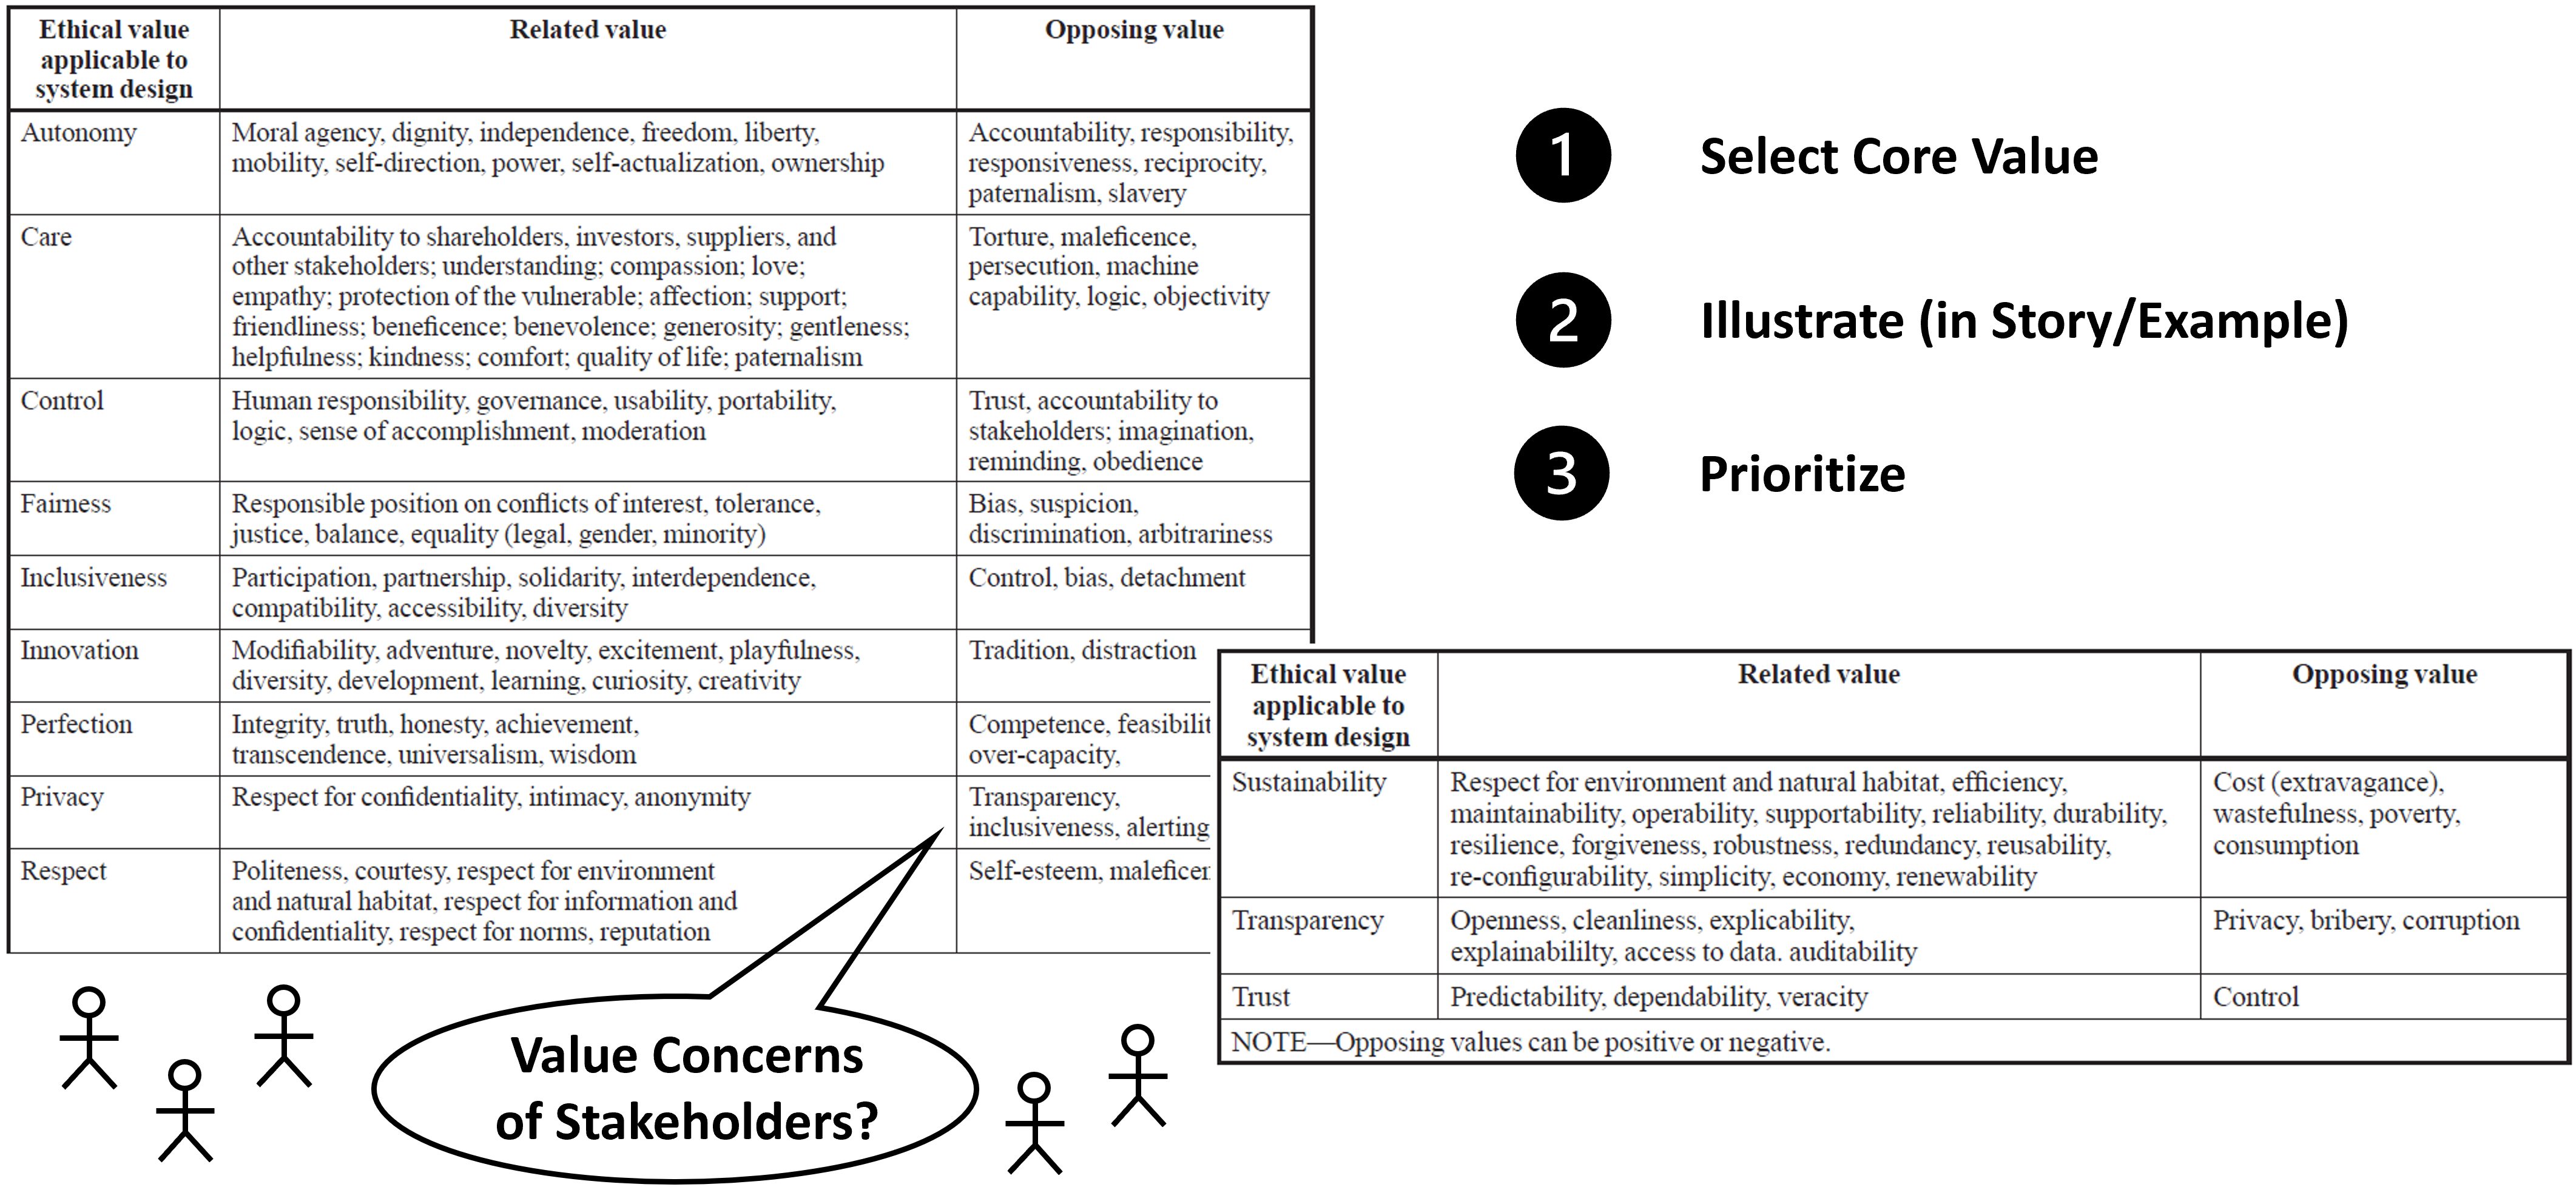 Ethical value
applicable to
system design
Related value
Opposing value
Autonomy
Moral agency, dignity, independence, freedom, liberty,
mobility, self-direction, power, self-actualization, ownership
Accountability, responsibility,
responsiveness, reciprocity,
paternalism, slavery
Care
Accountability to shareholders, investors, suppliers, and
other stakeholders; understanding; compassion; love;
empathy; protection of the vulnerable; affection; support;
friendliness; beneficence; benevolence; generosity; gentleness;
helpfulness; kindness; comfort; quality of life; paternalism
Torture, maleficence,
persecution, machine
capability, logic, objectivity
Control
Human responsibility, governance, usability, portability,
logic, sense of accomplishment, moderation
Trust, accountability to
stakeholders; imagination,
reminding, obedience
Fairness
Responsible position on conflicts of interest, tolerance,
justice, balance, equality (legal, gender, minority)
Bias, suspicion,
discrimination, arbitrariness
Inclusiveness
Participation, partnership, solidarity, interdependence,
compatibility, accessibility, diversity
Control, bias, detachment
Innovation
Modifiability, adventure, novelty, excitement, playfulness,
diversity, development, learning, curiosity, creativity
Tradition, distraction
Perfection
Integrity, truth, honesty, achievement,
transcendence, universalism, wisdom
Competence, feasibilit
over-capacity,
Privacy
Respect for confidentiality, intimacy, anonymity
Transparency,
inclusiveness, alerting
Respect
Politeness, courtesy, respect for environment
and natural habitat, respect for information and
confidentiality, respect for norms, reputation
Self-esteem, maleficen
1 Select Core Value
2 Illustrate (in Story/Example)
3 Prioritize
Ethical value
applicable to
system design
Related value
Opposing value
Sustainability
Respect for environment and natural habitat, efficiency,
maintainability, operability, supportability, reliability, durability,
resilience, forgiveness, robustness, redundancy, reusability,
re-configurability, simplicity, economy, renewability
Cost (extravagance),
wastefulness, poverty,
consumption
Transparency
Openness, cleanliness, explicability,
explainabililty, access to data. auditability
Privacy, bribery, corruption
Trust
Predictability, dependability, veracity
Control
NOTE—Opposing values can be positive or negative.
Value Concerns
of Stakeholders?